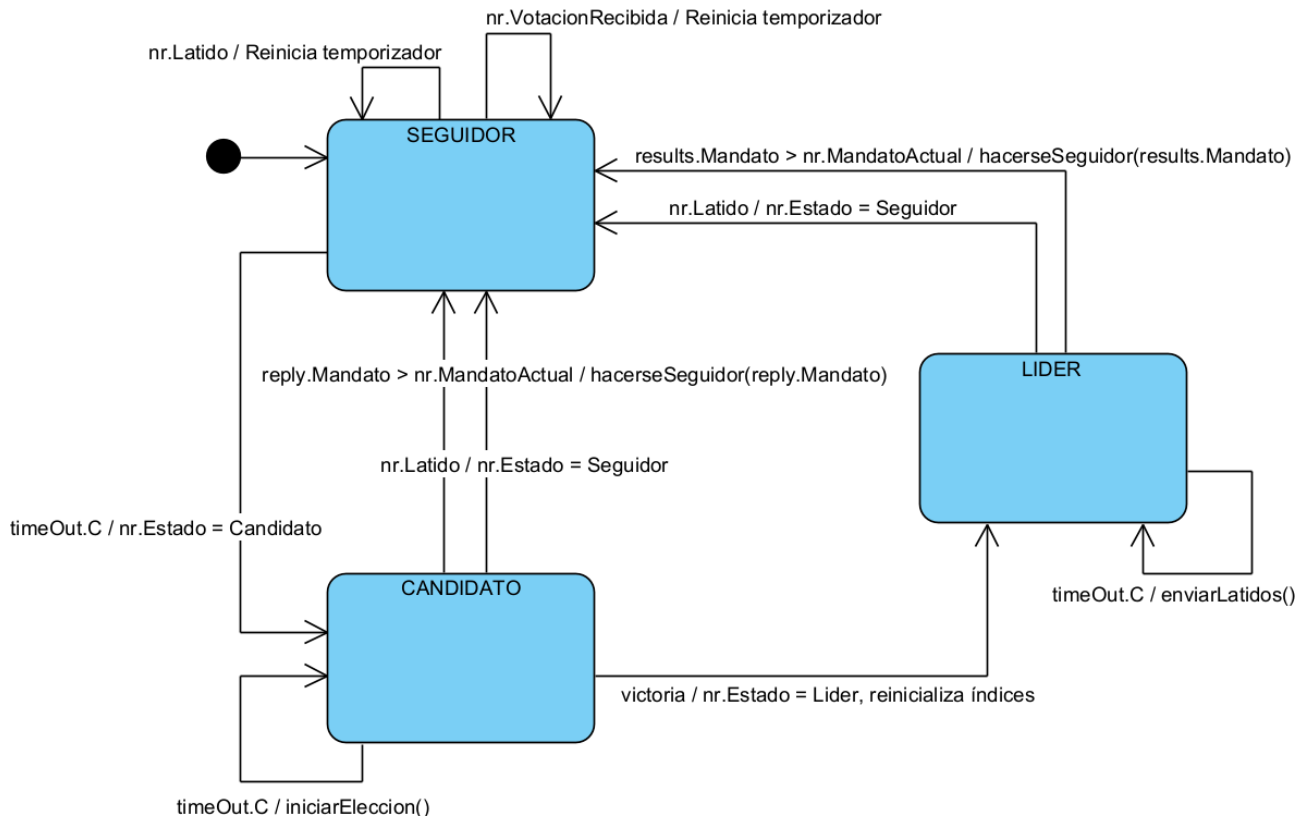 nr.VotacionRecibida / Reinicia temporizador
nr.Latido / Reinicia temporizador
SEGUIDOR
results.Mandato > nr.MandatoActual / hacerseSeguidor(results.Mandato)
nr.Latido / nr.Estado = Seguidor
reply.Mandato > nr.MandatoActual / hacerseSeguidor(reply.Mandato)
LIDER
nr.Latido / nr.Estado = Seguidor
timeOut.C / nr.Estado = Candidato
CANDIDATO
timeOut.C / enviarLatidos()
victoria / nr.Estado = Lider, reinicializa índices
timeOut.C / iniciarEleccion()